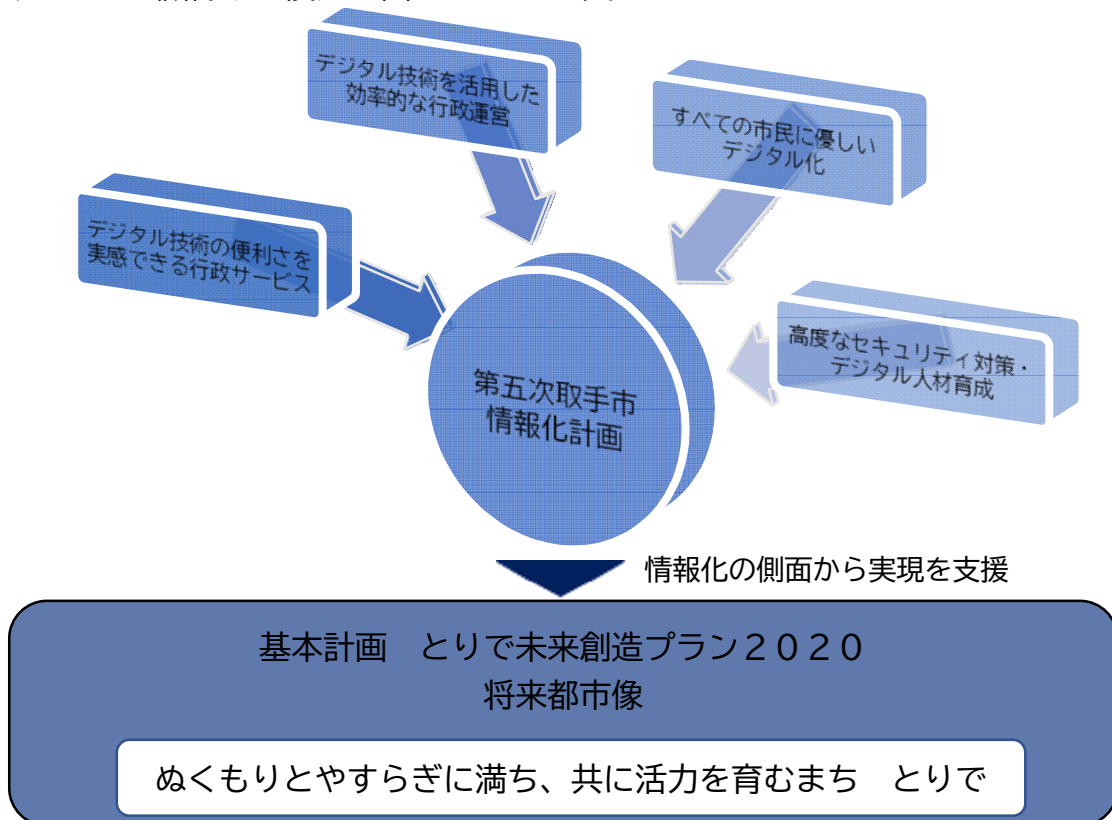 デジタル技術を活用した
効率的な行政運営
すべての市民に優しい
デジタル化
デジタル技術の便利さを
実感できる行政サービス
高度なセキュリティ対策・
デジタル人材育成
第五次取手市
情報化計画
情報化の側面から実現を支援
基本計画　とりで未来創造プラン２０２０
将来都市像
ぬくもりとやすらぎに満ち、共に活力を育むまち　とりで